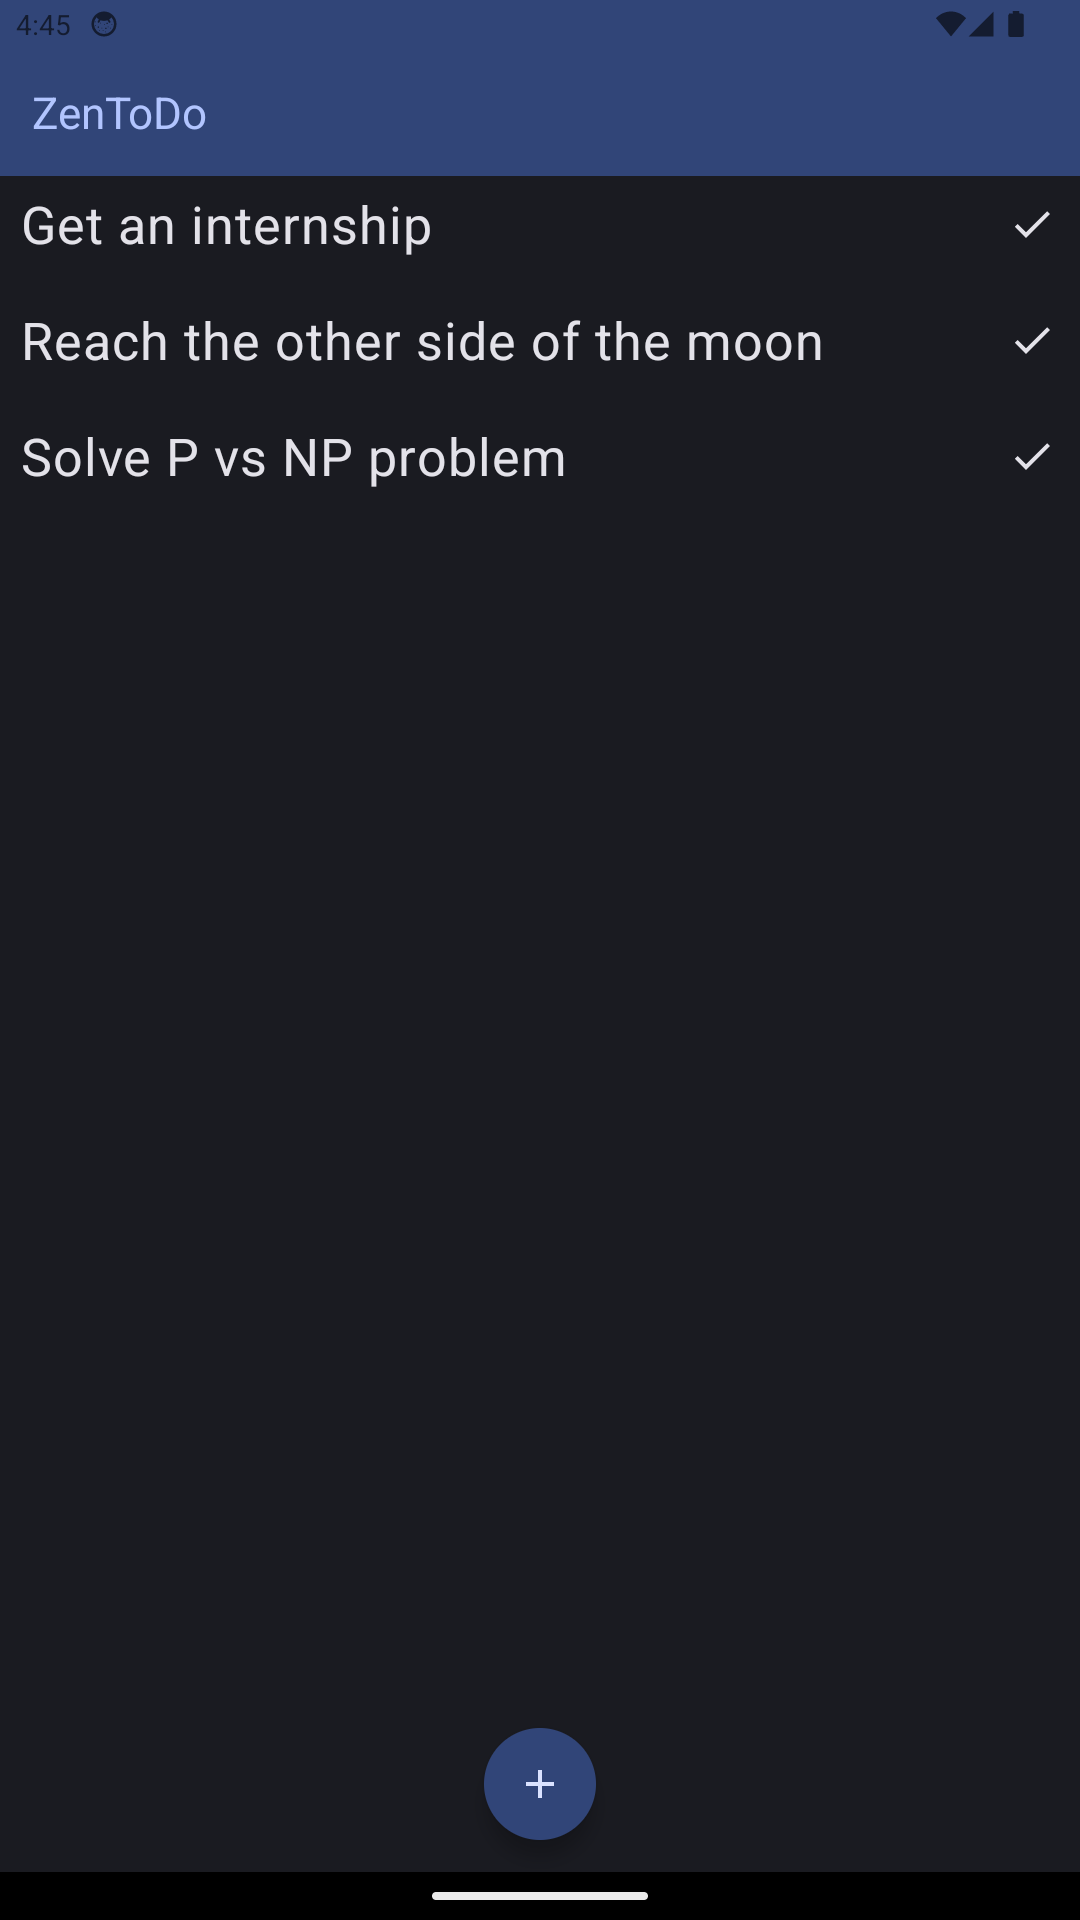 4:45
ZenToDo
Get an internship
Reach the other side of the moon
Solve P vs NP problem